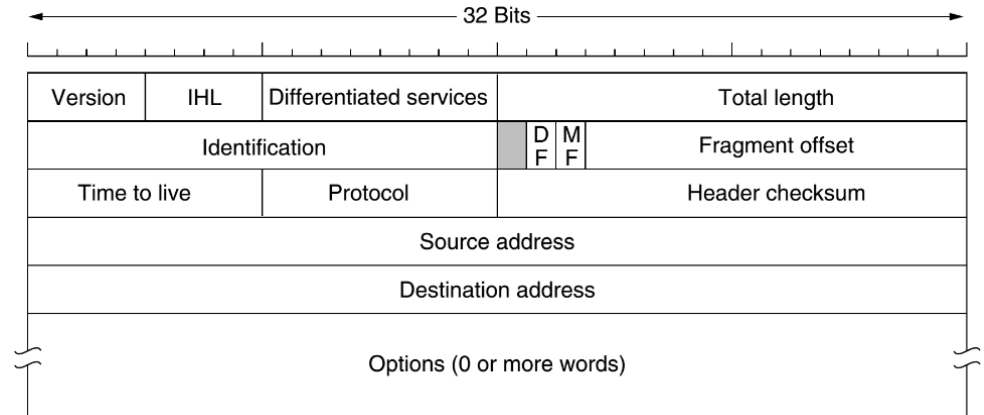 32 Bits
Version IHL Differentiated services Total length
Identification D F M F Fragment offset
Time to live Protocol Header checksum
Source address
Destination address
Options (0 or more words)